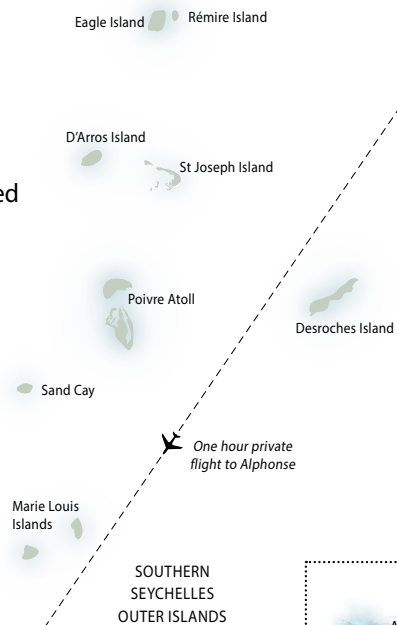 Eagle Island
Rémire Island
D'Arros Island
St Joseph Island
ed
Poivre Atoll
Desroches Island
Sand Cay
One hour private
flight to Alphonse
Marie Louis
Islands
SOUTHERN
SEYCHELLES
OUTER ISLANDS
A